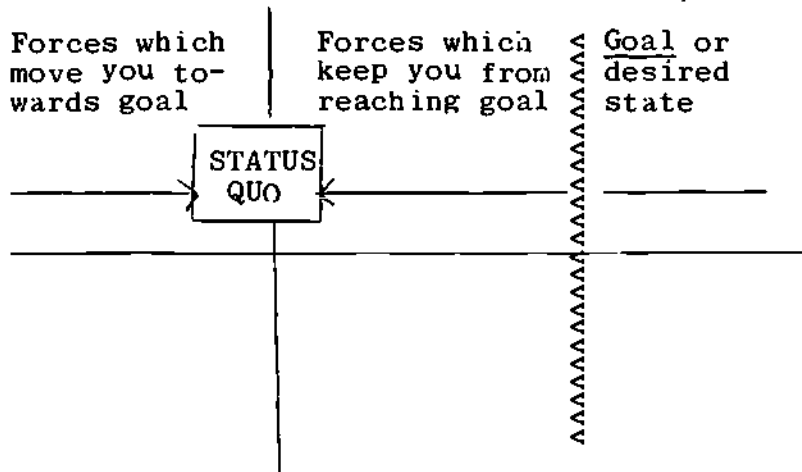 Forces which
move you to-
wards goal
Forces which
keep you from
reaching goal
Goal or
desired
state
STATUS
QUO